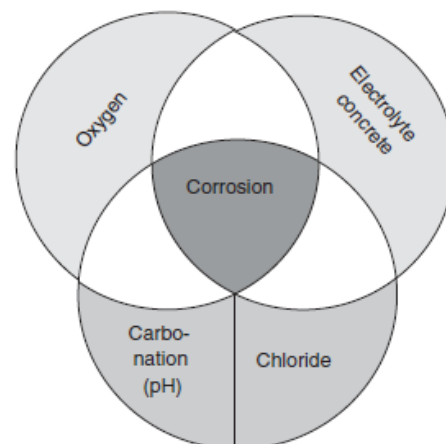 Oxygen
Electrolyte
concrete
Corrosion
Carbo-
nation
(pH)
Chloride